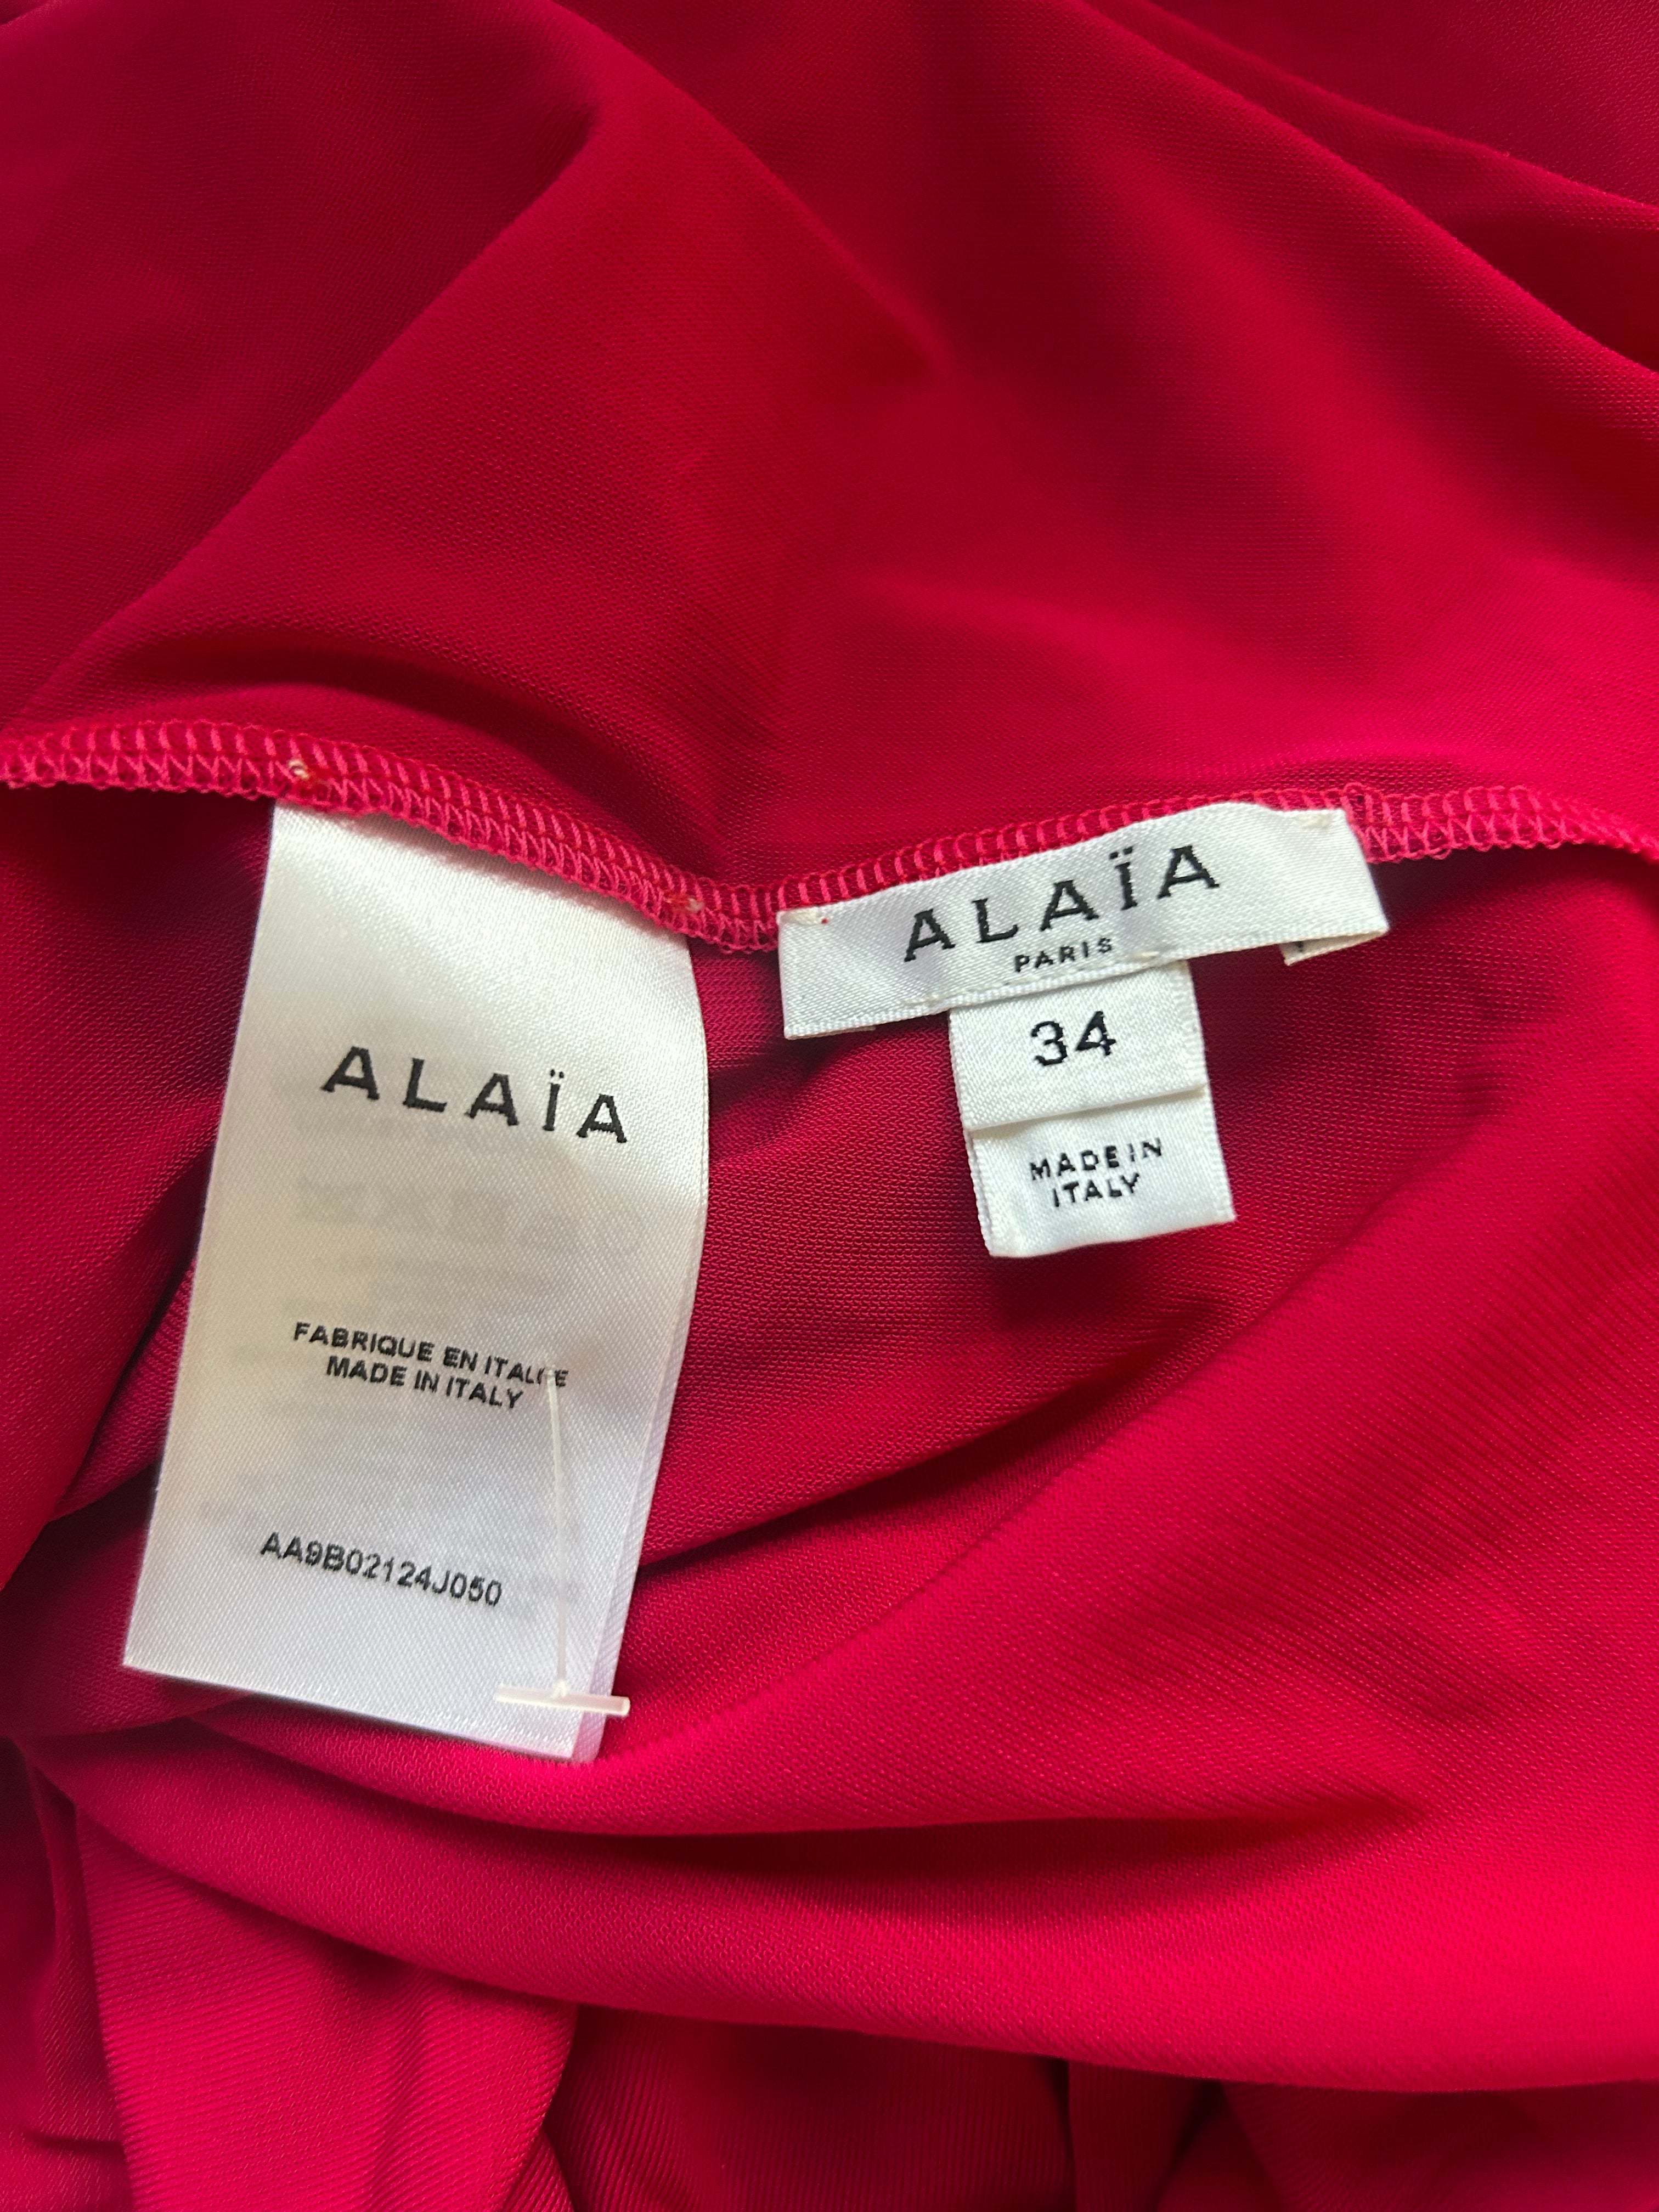 ALAÏA
FABRIQUE EN ITALIE
MADE IN ITALY
AA9B02124J050
ALAÏA
PARIS
34
MADE IN
ITALY